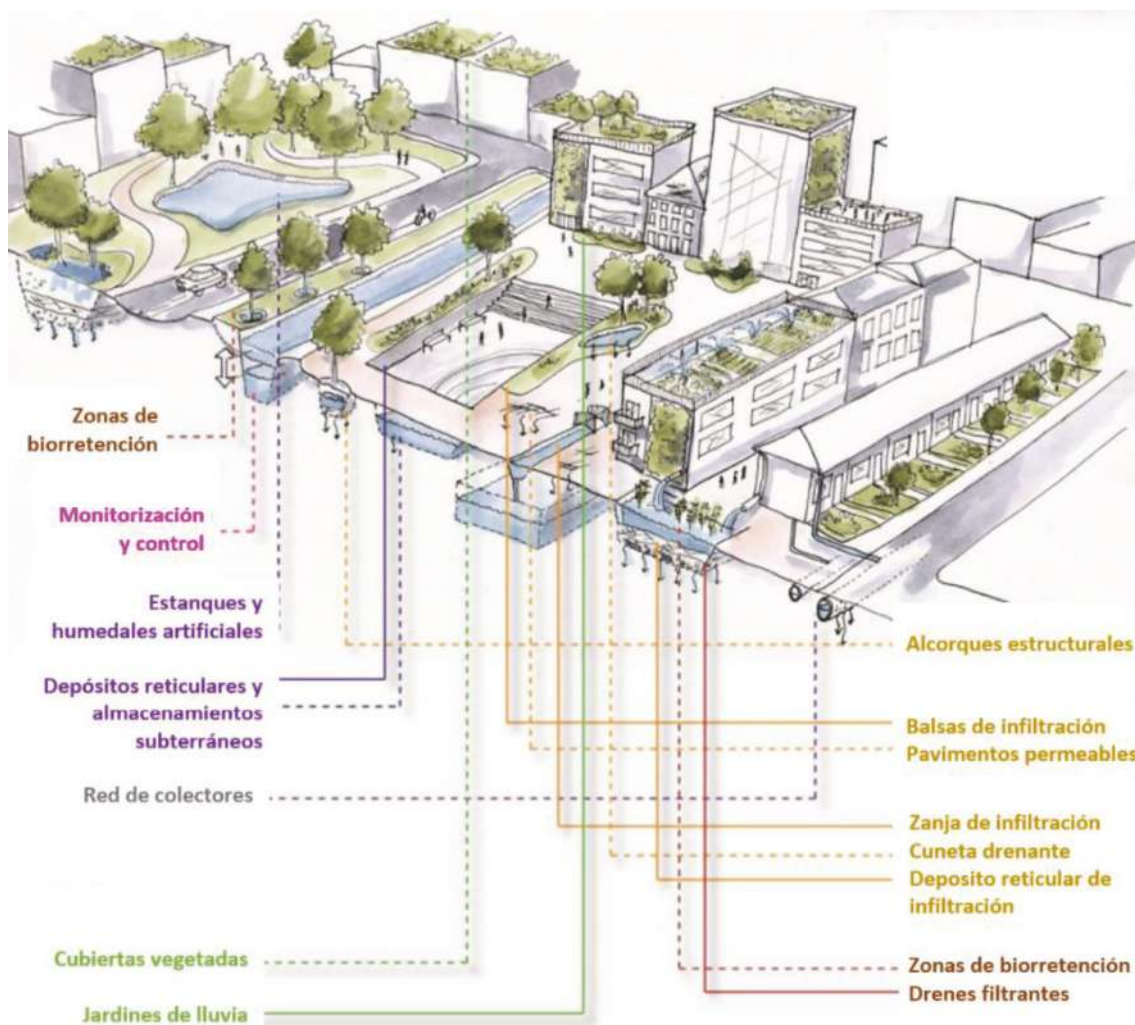 Zonas de
biorretención
Monitorización
y control
Estanques y
humedales artificiales
Depósitos reticulares y
almacenamientos
subterráneos
Red de colectores
Cubiertas vegetadas
Jardines de lluvia
Alcorques estructurales
Balsas de infiltración
Pavimentos permeables
Zanja de infiltración
Cuneta drenante
Deposito reticular de
infiltración
Zonas de biorretención
Drenes filtrantes